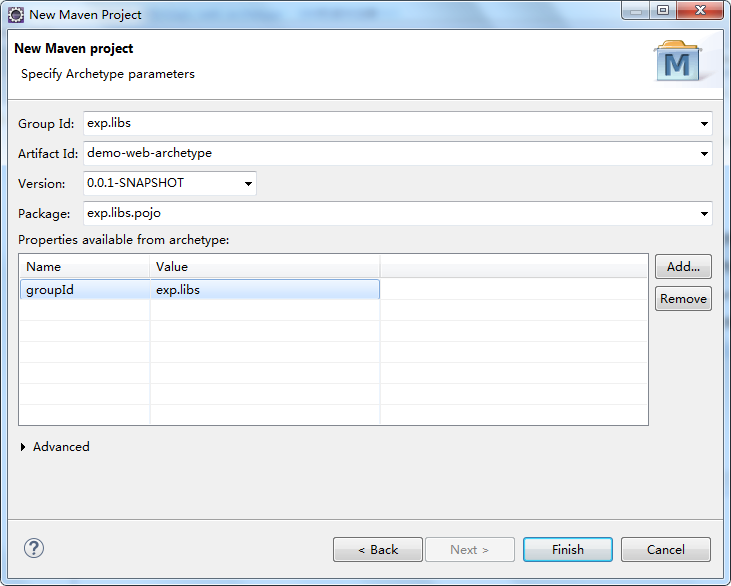 New Maven Project
New Maven project
Specify Archetype parameters
M
Group Id: exp.libs
Artifact Id: demo-web-archetype
Version: 0.0.1-SNAPSHOT
Package: exp.libs.pojo
Properties available from archetype:
Name Value Add...
groupId exp.libs Remove
Advanced
? < Back Next > Finish Cancel